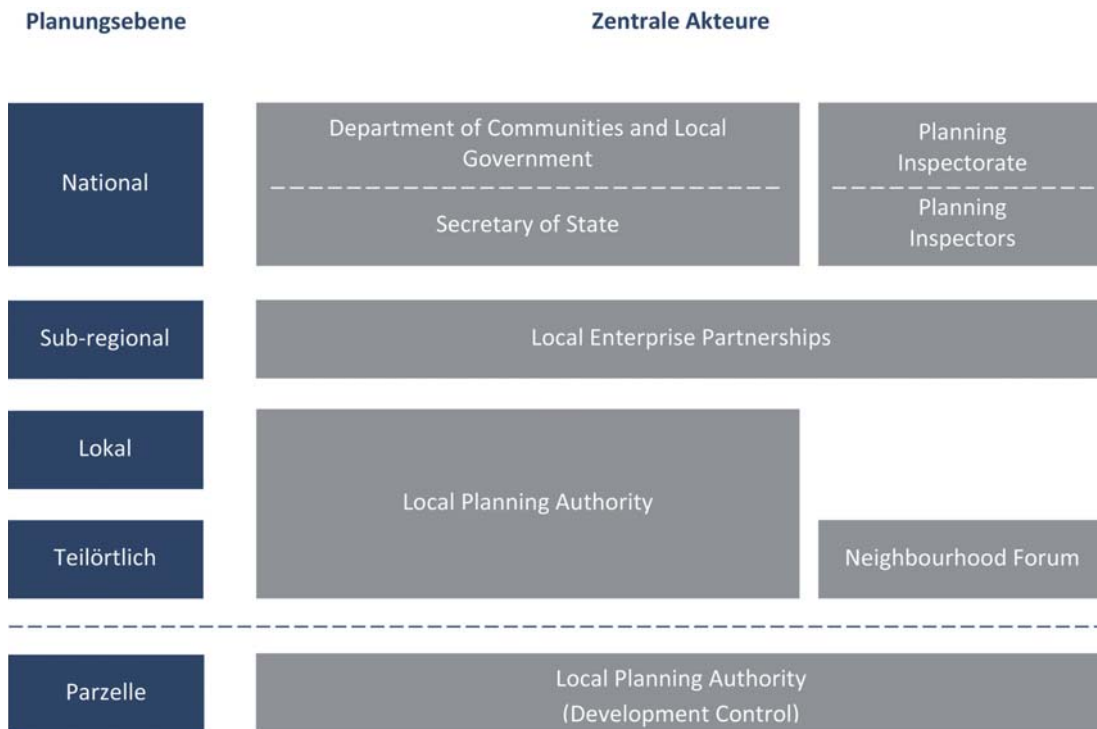 Planungsebene
Zentrale Akteure
National
Department of Communities and Local
Government
Secretary of State
Planning
Inspectorate
Planning
Inspectors
Sub-regional
Local Enterprise Partnerships
Lokal
Local Planning Authority
Teilörtlich
Neighbourhood Forum
Parzelle
Local Planning Authority
(Development Control)